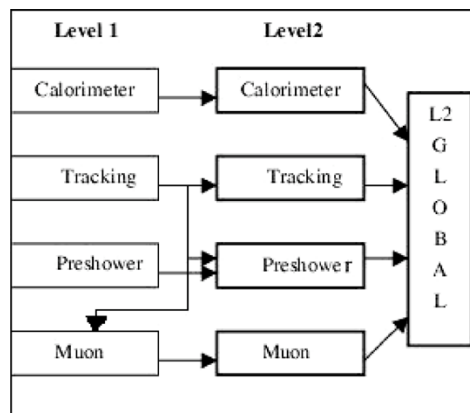 Level 1
Level2
Calorimeter
Calorimeter
Tracking
Tracking
Preshower
Preshower
Muon
Muon
L2
G
L
O
B
A
L